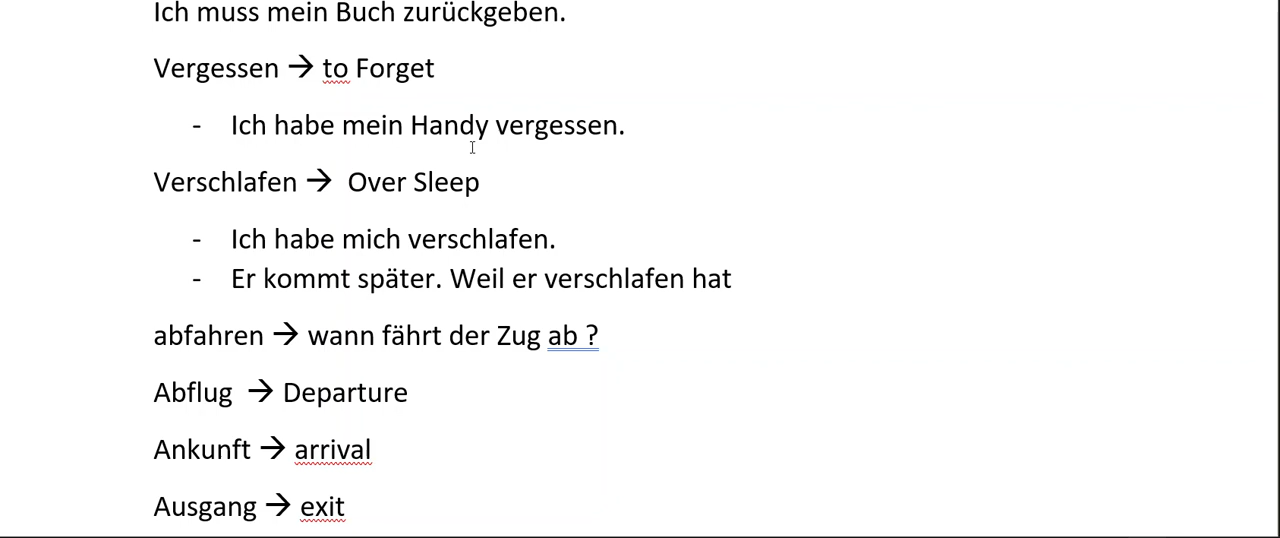 Ich muss mein Buch zurückgeben.
Vergessen → to Forget
- Ich habe mein Handy vergessen.
Verschlafen → Over Sleep
- Ich habe mich verschlafen.
- Er kommt später. Weil er verschlafen hat
abfahren → wann fährt der Zug ab ?
Abflug → Departure
Ankunft → arrival
Ausgang → exit